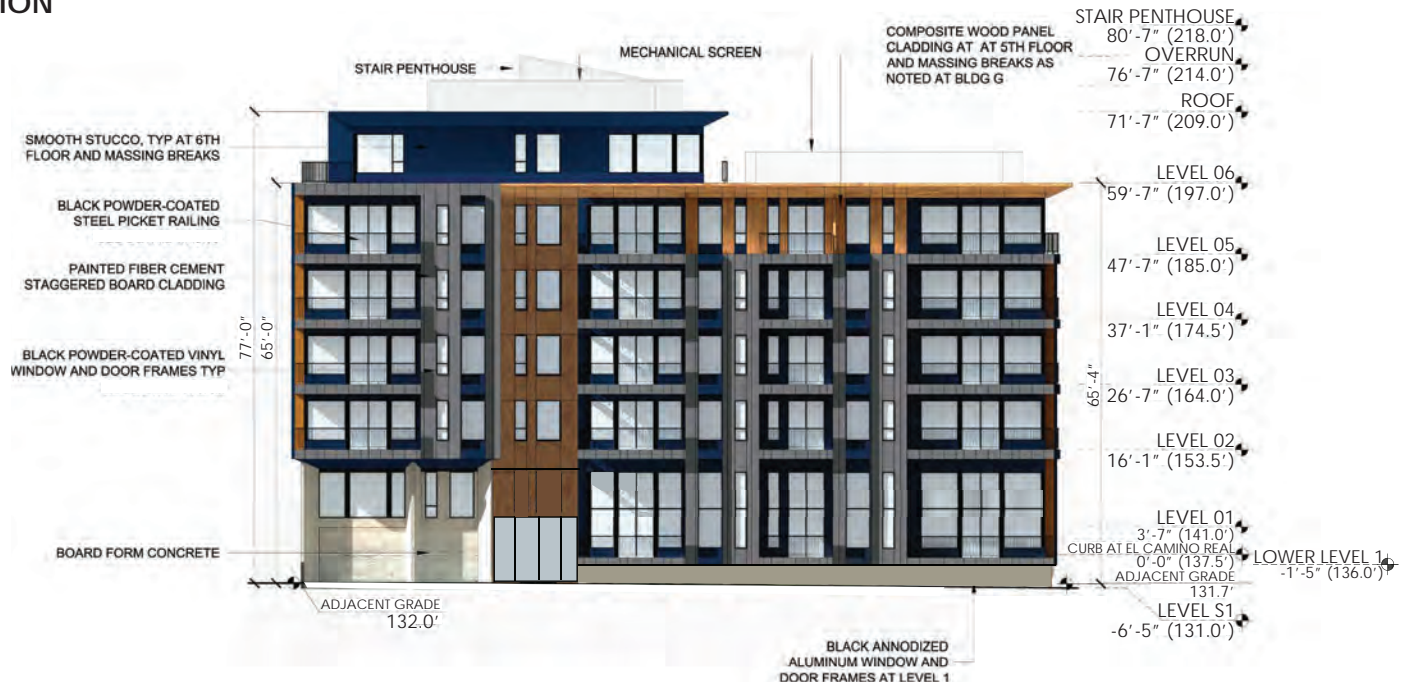 STAIR PENTHOUSE
MECHANICAL SCREEN
COMPOSITE WOOD PANEL
CLADDING AT AT 5TH FLOOR
AND MASSING BREAKS AS
NOTED AT BLDG G
SMOOTH STUCCO, TYP AT 6TH
FLOOR AND MASSING BREAKS
BLACK POWDER-COATED
STEEL PICKET RAILING
PAINTED FIBER CEMENT
STAGGERED BOARD CLADDING
BLACK POWDER-COATED VINYL
WINDOW AND DOOR FRAMES TYP
BOARD FORM CONCRETE
77'-0"
65'-0"
ADJACENT GRADE
132.0'
BLACK ANNODIZED
ALUMINUM WINDOW AND
DOOR FRAMES AT LEVEL 1
65'-4"
STAIR PENTHOUSE
80'-7" (218.0')
OVERRUN
76'-7" (214.0')
ROOF
71'-7" (209.0')
LEVEL 06
59'-7" (197.0')
LEVEL 05
47'-7" (185.0')
LEVEL 04
37'-1" (174.5')
LEVEL 03
26'-7" (164.0')
LEVEL 02
16'-1" (153.5')
LEVEL 01
3'-7" (141.0')
CURB AT EL CAMINO REAL
0'-0" (137.5')
LOWER LEVEL 1
-1'-5" (136.0')
ADJACENT GRADE
131.7'
LEVEL S1
-6'-5" (131.0')